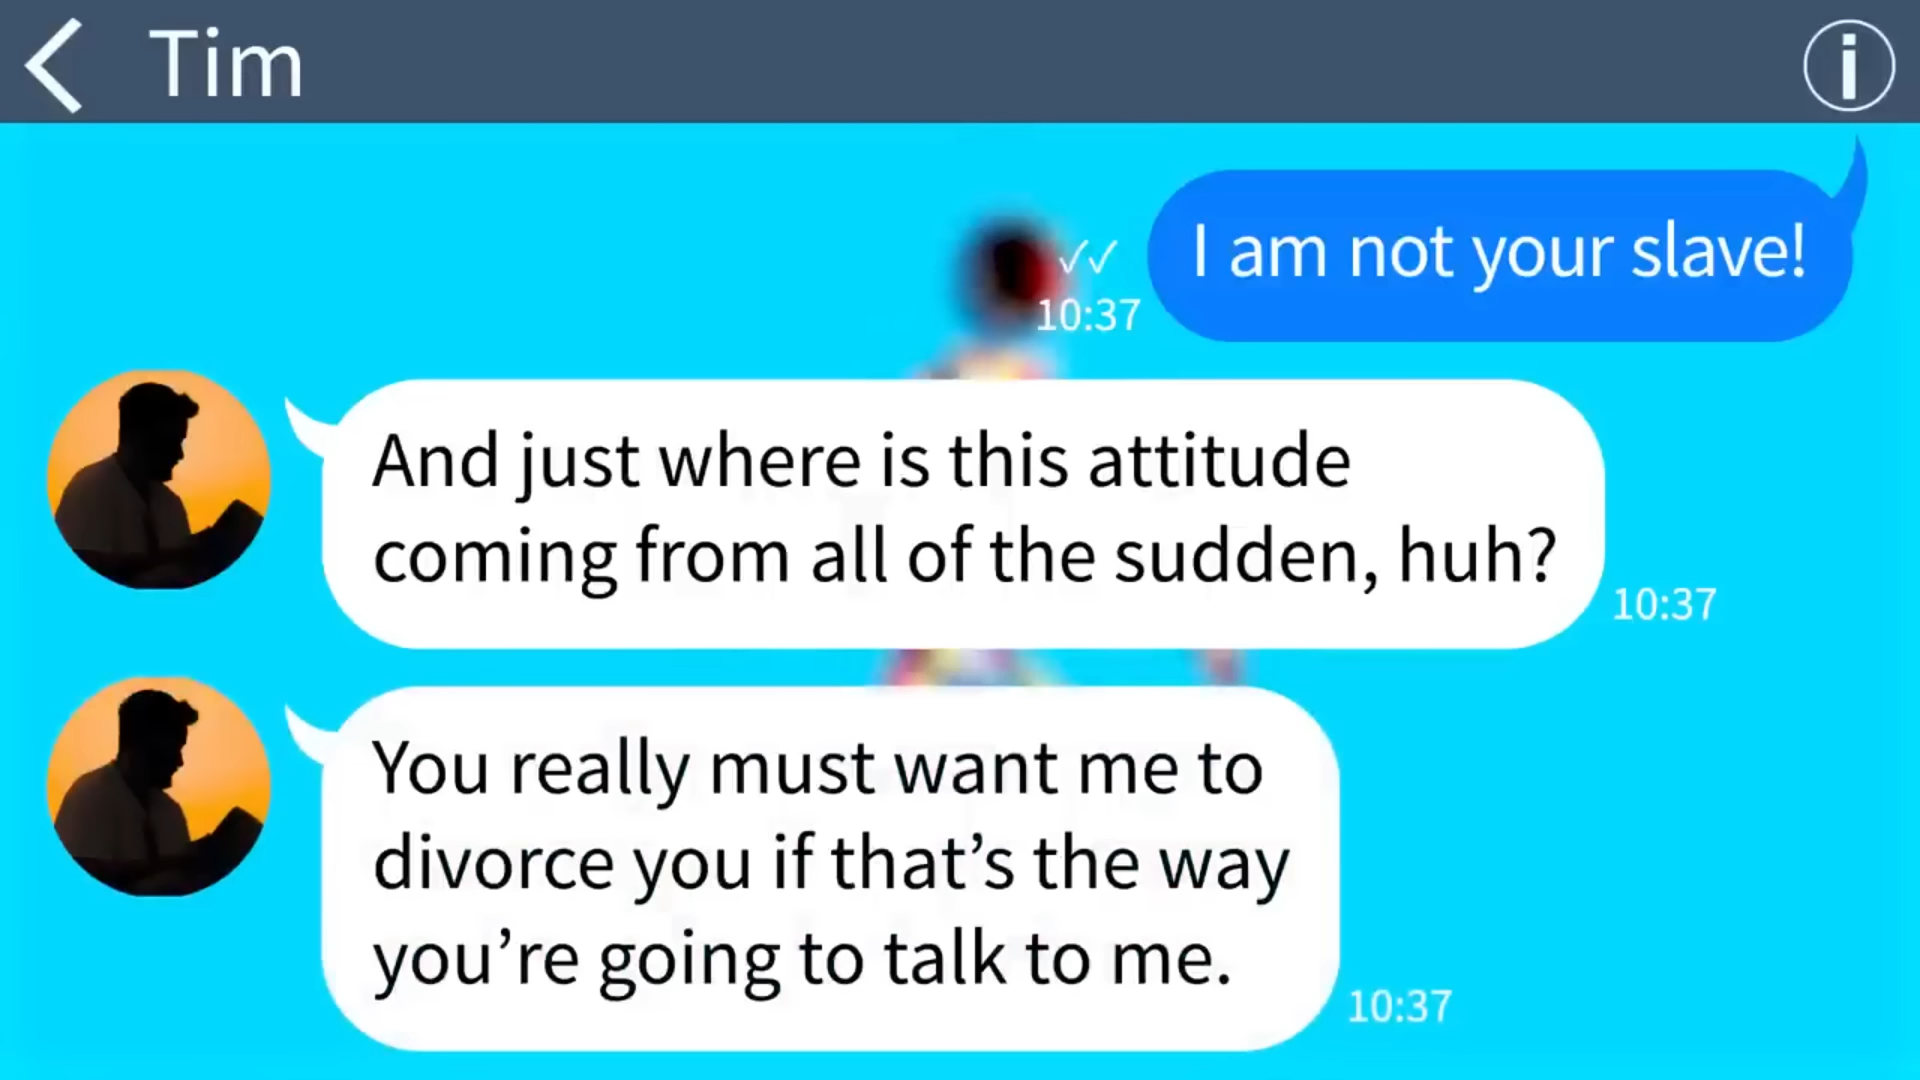 Tim
I am not your slave!
10:37
And just where is this attitude
coming from all of the sudden, huh?
10:37
You really must want me to
divorce you if that’s the way
you’re going to talk to me.
10:37